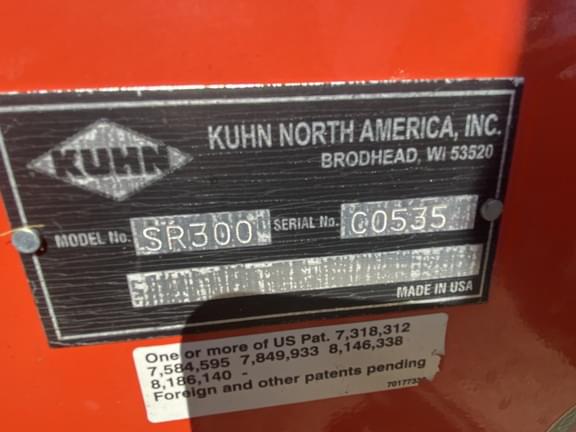 KUHN
KUHN NORTH AMERICA, INC.
BRODHEAD, WI 53520
MODEL No. SR300 SERIAL No. C0535
MADE IN USA
One or more of US Pat. 7,318,312
7,584,595 7,849,933 8,146,338
8,186,140 -
Foreign and other patents pending